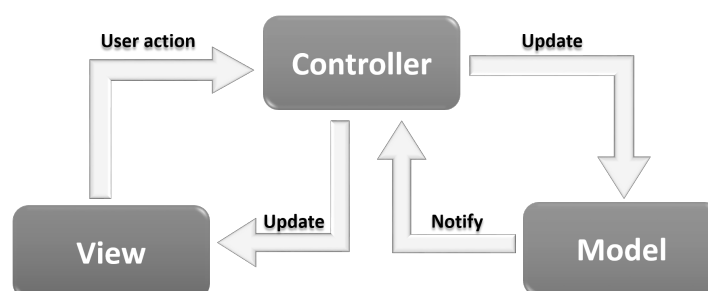 User action
Controller
Update
Update
Notify
View
Model